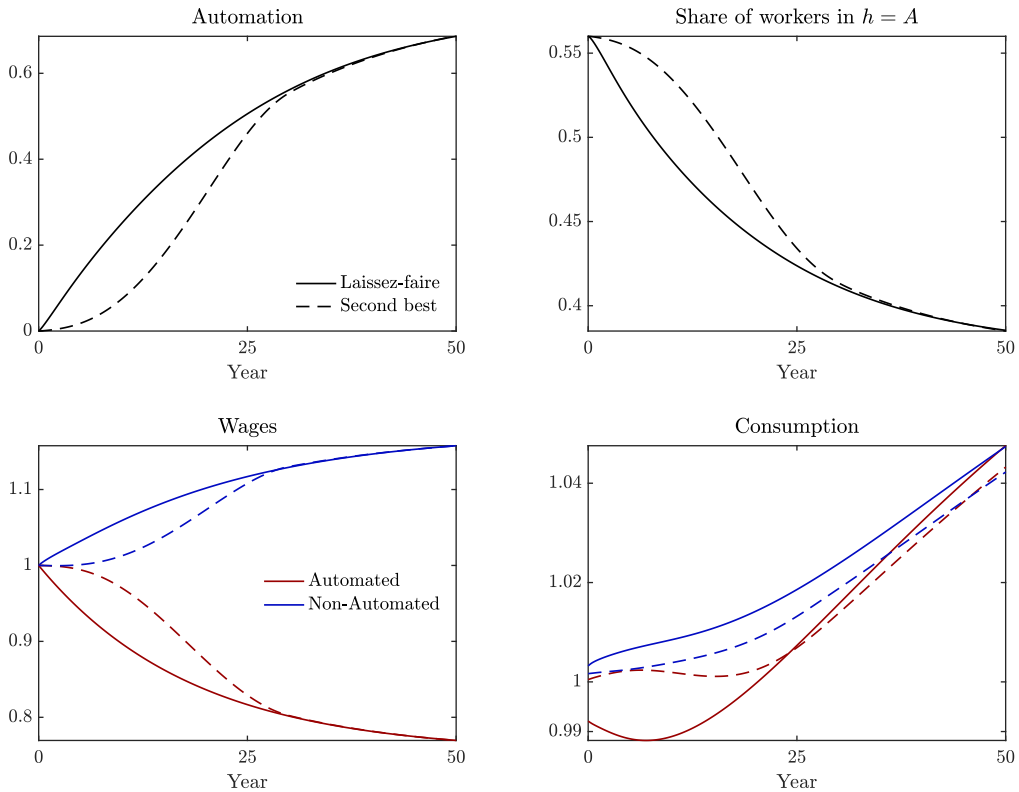 Automation
0.6
0.4
0.2
0
Laissez-faire
Second best
0
25
50
Year
Share of workers in h = A
0.55
0.5
0.45
0.4
0
25
50
Year
Wages
1.1
1
0.9
0.8
Automated
Non-Automated
0
25
50
Year
Consumption
1.04
1.02
1
0.99
0
25
50
Year